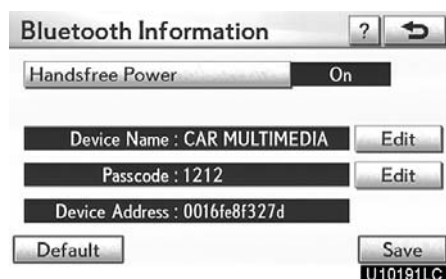 Bluetooth Information ?
Handsfree Power On
Device Name : CAR MULTIMEDIA Edit
Passcode : 1212 Edit
Device Address : 0016fe8f327d
Default Save
U10191LC